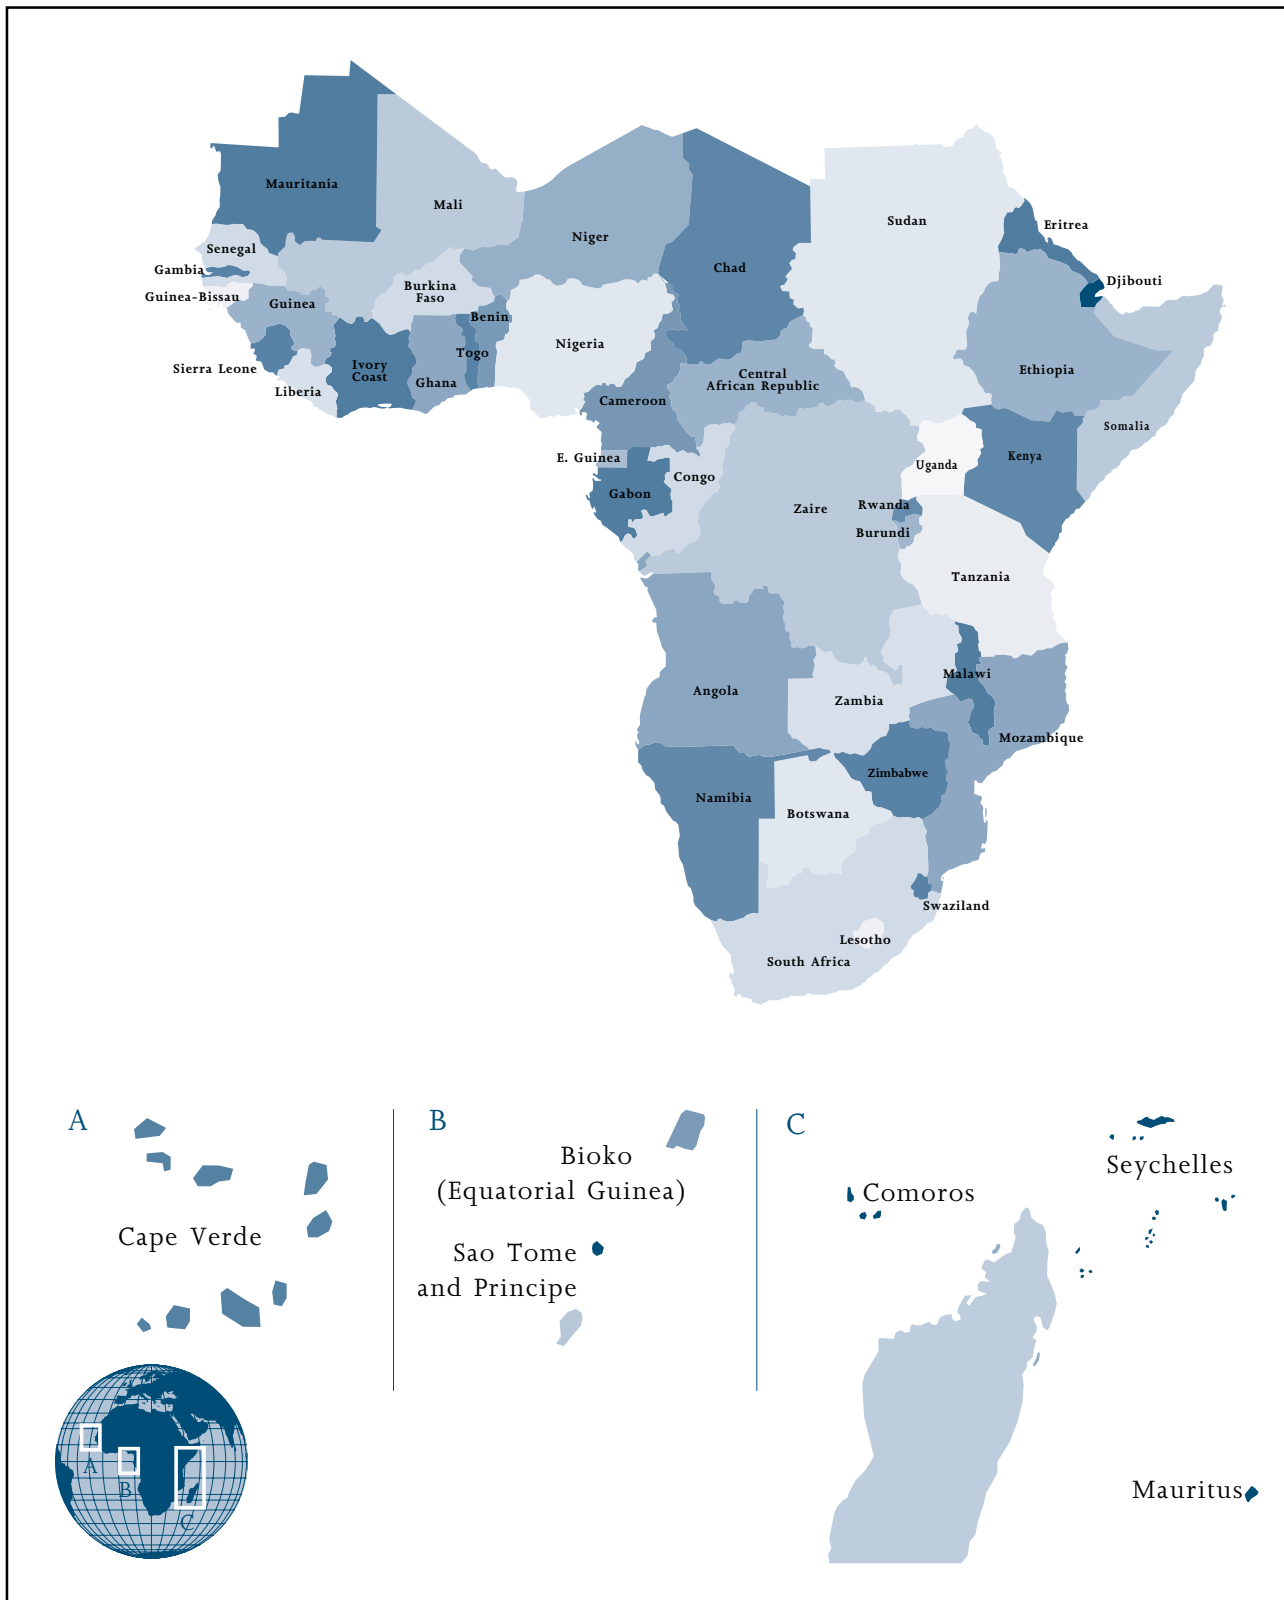 Mauritania
Mali
Niger
Chad
Sudan
Eritrea
Djibouti
Senegal
Gambia
Guinea-Bissau
Guinea
Burkina
Faso
Benin
Togo
Nigeria
Sierra Leone
Liberia
Ivory
Coast
Ghana
Central
African Republic
Cameroon
Ethiopia
Somalia
E. Guinea
Gabon
Congo
Zaire
Uganda
Kenya
Rwanda
Burundi
Tanzania
Angola
Zambia
Malawi
Mozambique
Namibia
Botswana
Zimbabwe
Swaziland
Lesotho
South Africa
A
Cape Verde
B
Bioko
(Equatorial Guinea)
Sao Tome
and Principe
C
Comoros
Seychelles
Mauritus
A
B
C